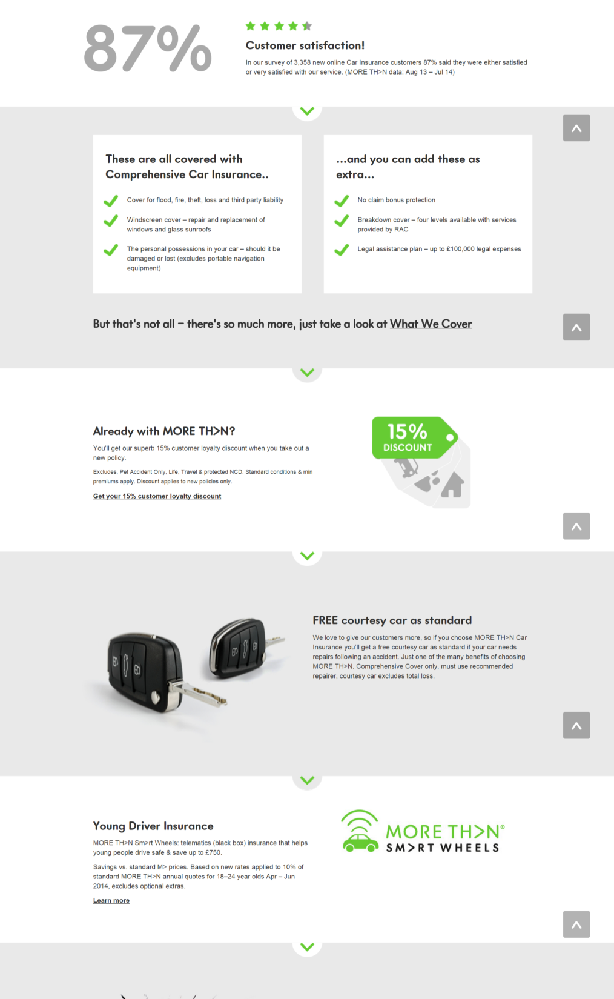 87%
Customer satisfaction!
In our survey of 3,358 new online Car Insurance customers 87% said they were either satisfied
or very satisfied with our service. (MORE TH>N data: Aug 13 – Jul 14)
These are all covered with
Comprehensive Car Insurance..
Cover for flood, fire, theft, loss and third party liability
Windscreen cover – repair and replacement of
windows and glass sunroofs
The personal possessions in your car – should it be
damaged or lost (excludes portable navigation
equipment)
...and you can add these as
extra...
No claim bonus protection
Breakdown cover – four levels available with services
provided by RAC
Legal assistance plan – up to £100,000 legal expenses
But that's not all – there's so much more, just take a look at What We Cover
Already with MORE TH>N?
You'll get our superb 15% customer loyalty discount when you take out a
new policy.
Excludes, Pet Accident Only, Life, Travel & protected NCD. Standard conditions & min
premiums apply. Discount applies to new policies only.
Get your 15% customer loyalty discount
15%
DISCOUNT
FREE courtesy car as standard
We love to give our customers more, so if you choose MORE TH>N Car
Insurance you'll get a free courtesy car as standard if your car needs
repairs following an accident. Just one of the many benefits of choosing
MORE TH>N. Comprehensive Cover only, must use recommended
repairer, courtesy car excludes total loss.
Young Driver Insurance
MORE TH>N Sm>rt Wheels: telematics (black box) insurance that helps
young people drive safe & save up to £750.
Savings vs. standard M> prices. Based on new rates applied to 10% of
standard MORE TH>N annual quotes for 18–24 year olds Apr – Jun
2014, excludes optional extras.
Learn more
MORE TH>N®
SM>RT WHEELS